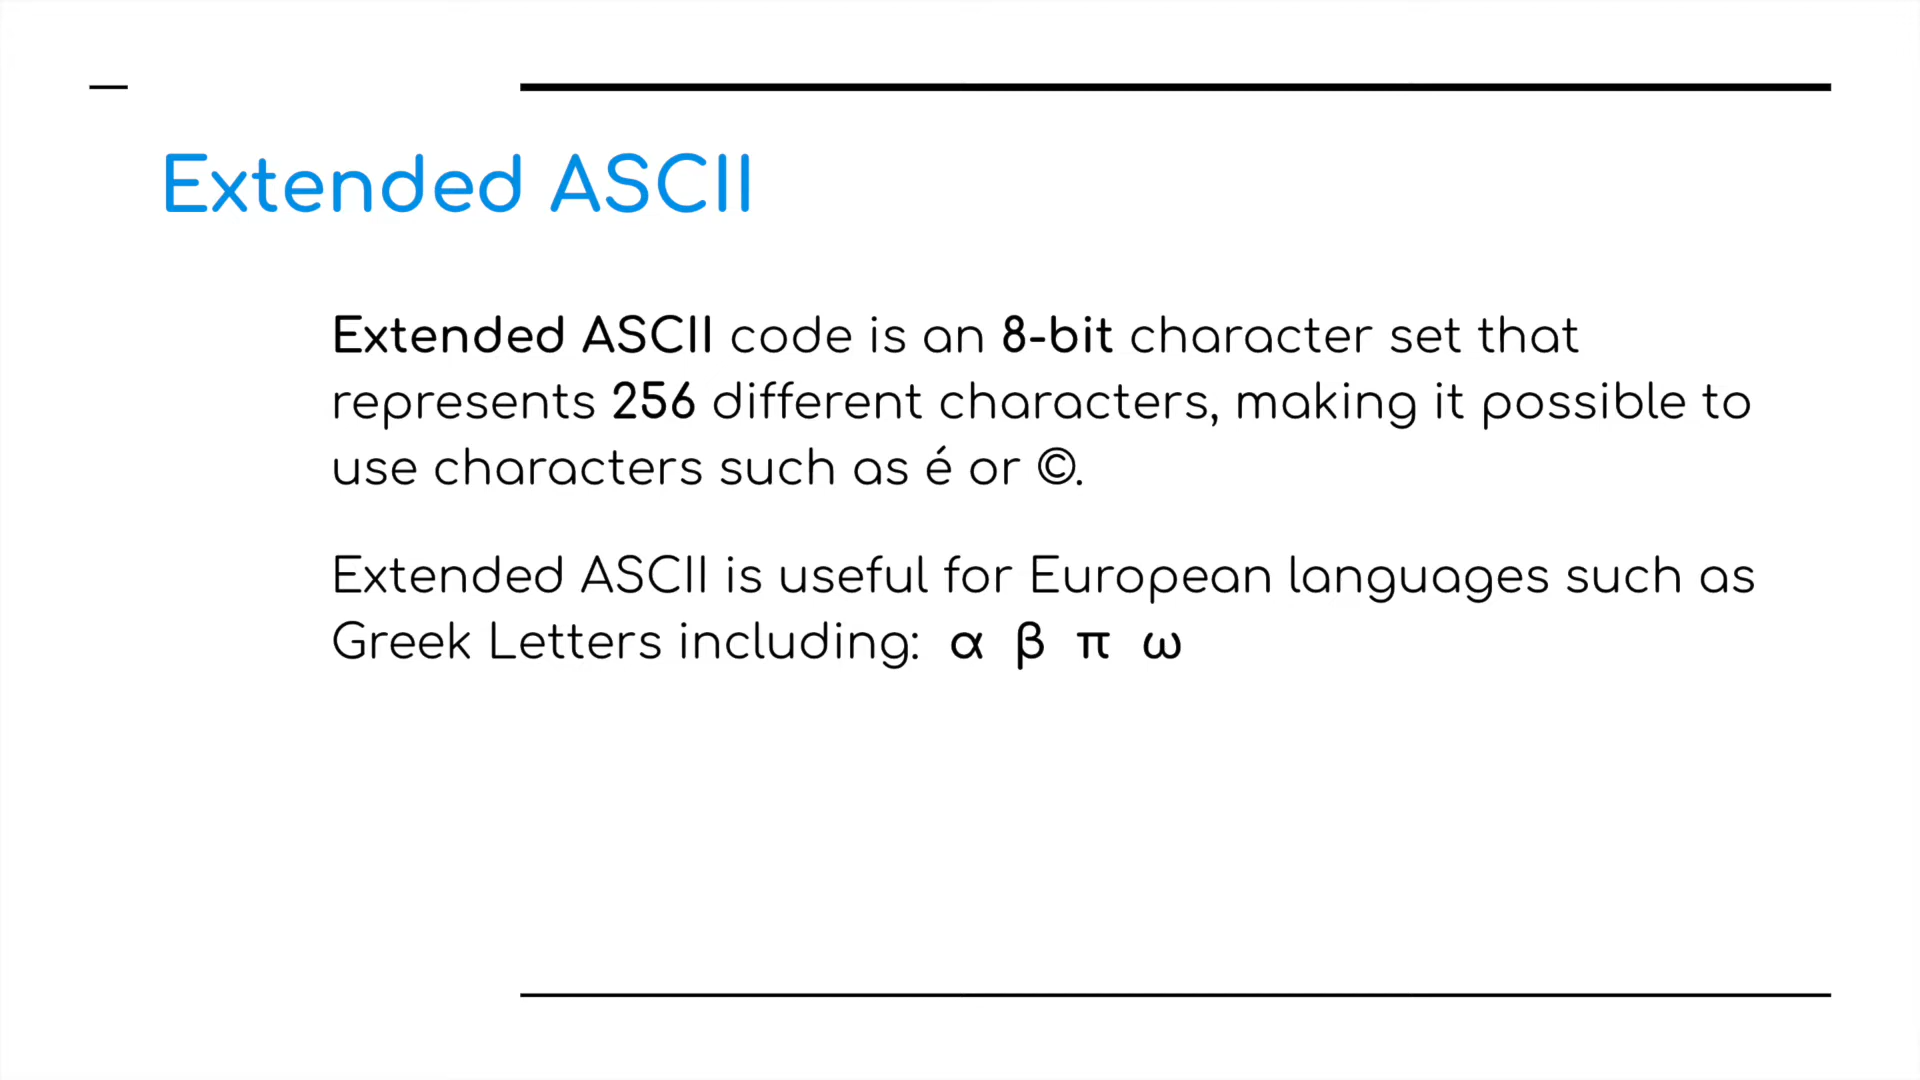 Extended ASCII
Extended ASCII code is an 8-bit character set that
represents 256 different characters, making it possible to
use characters such as é or ©.
Extended ASCII is useful for European languages such as
Greek Letters including: α β π ω